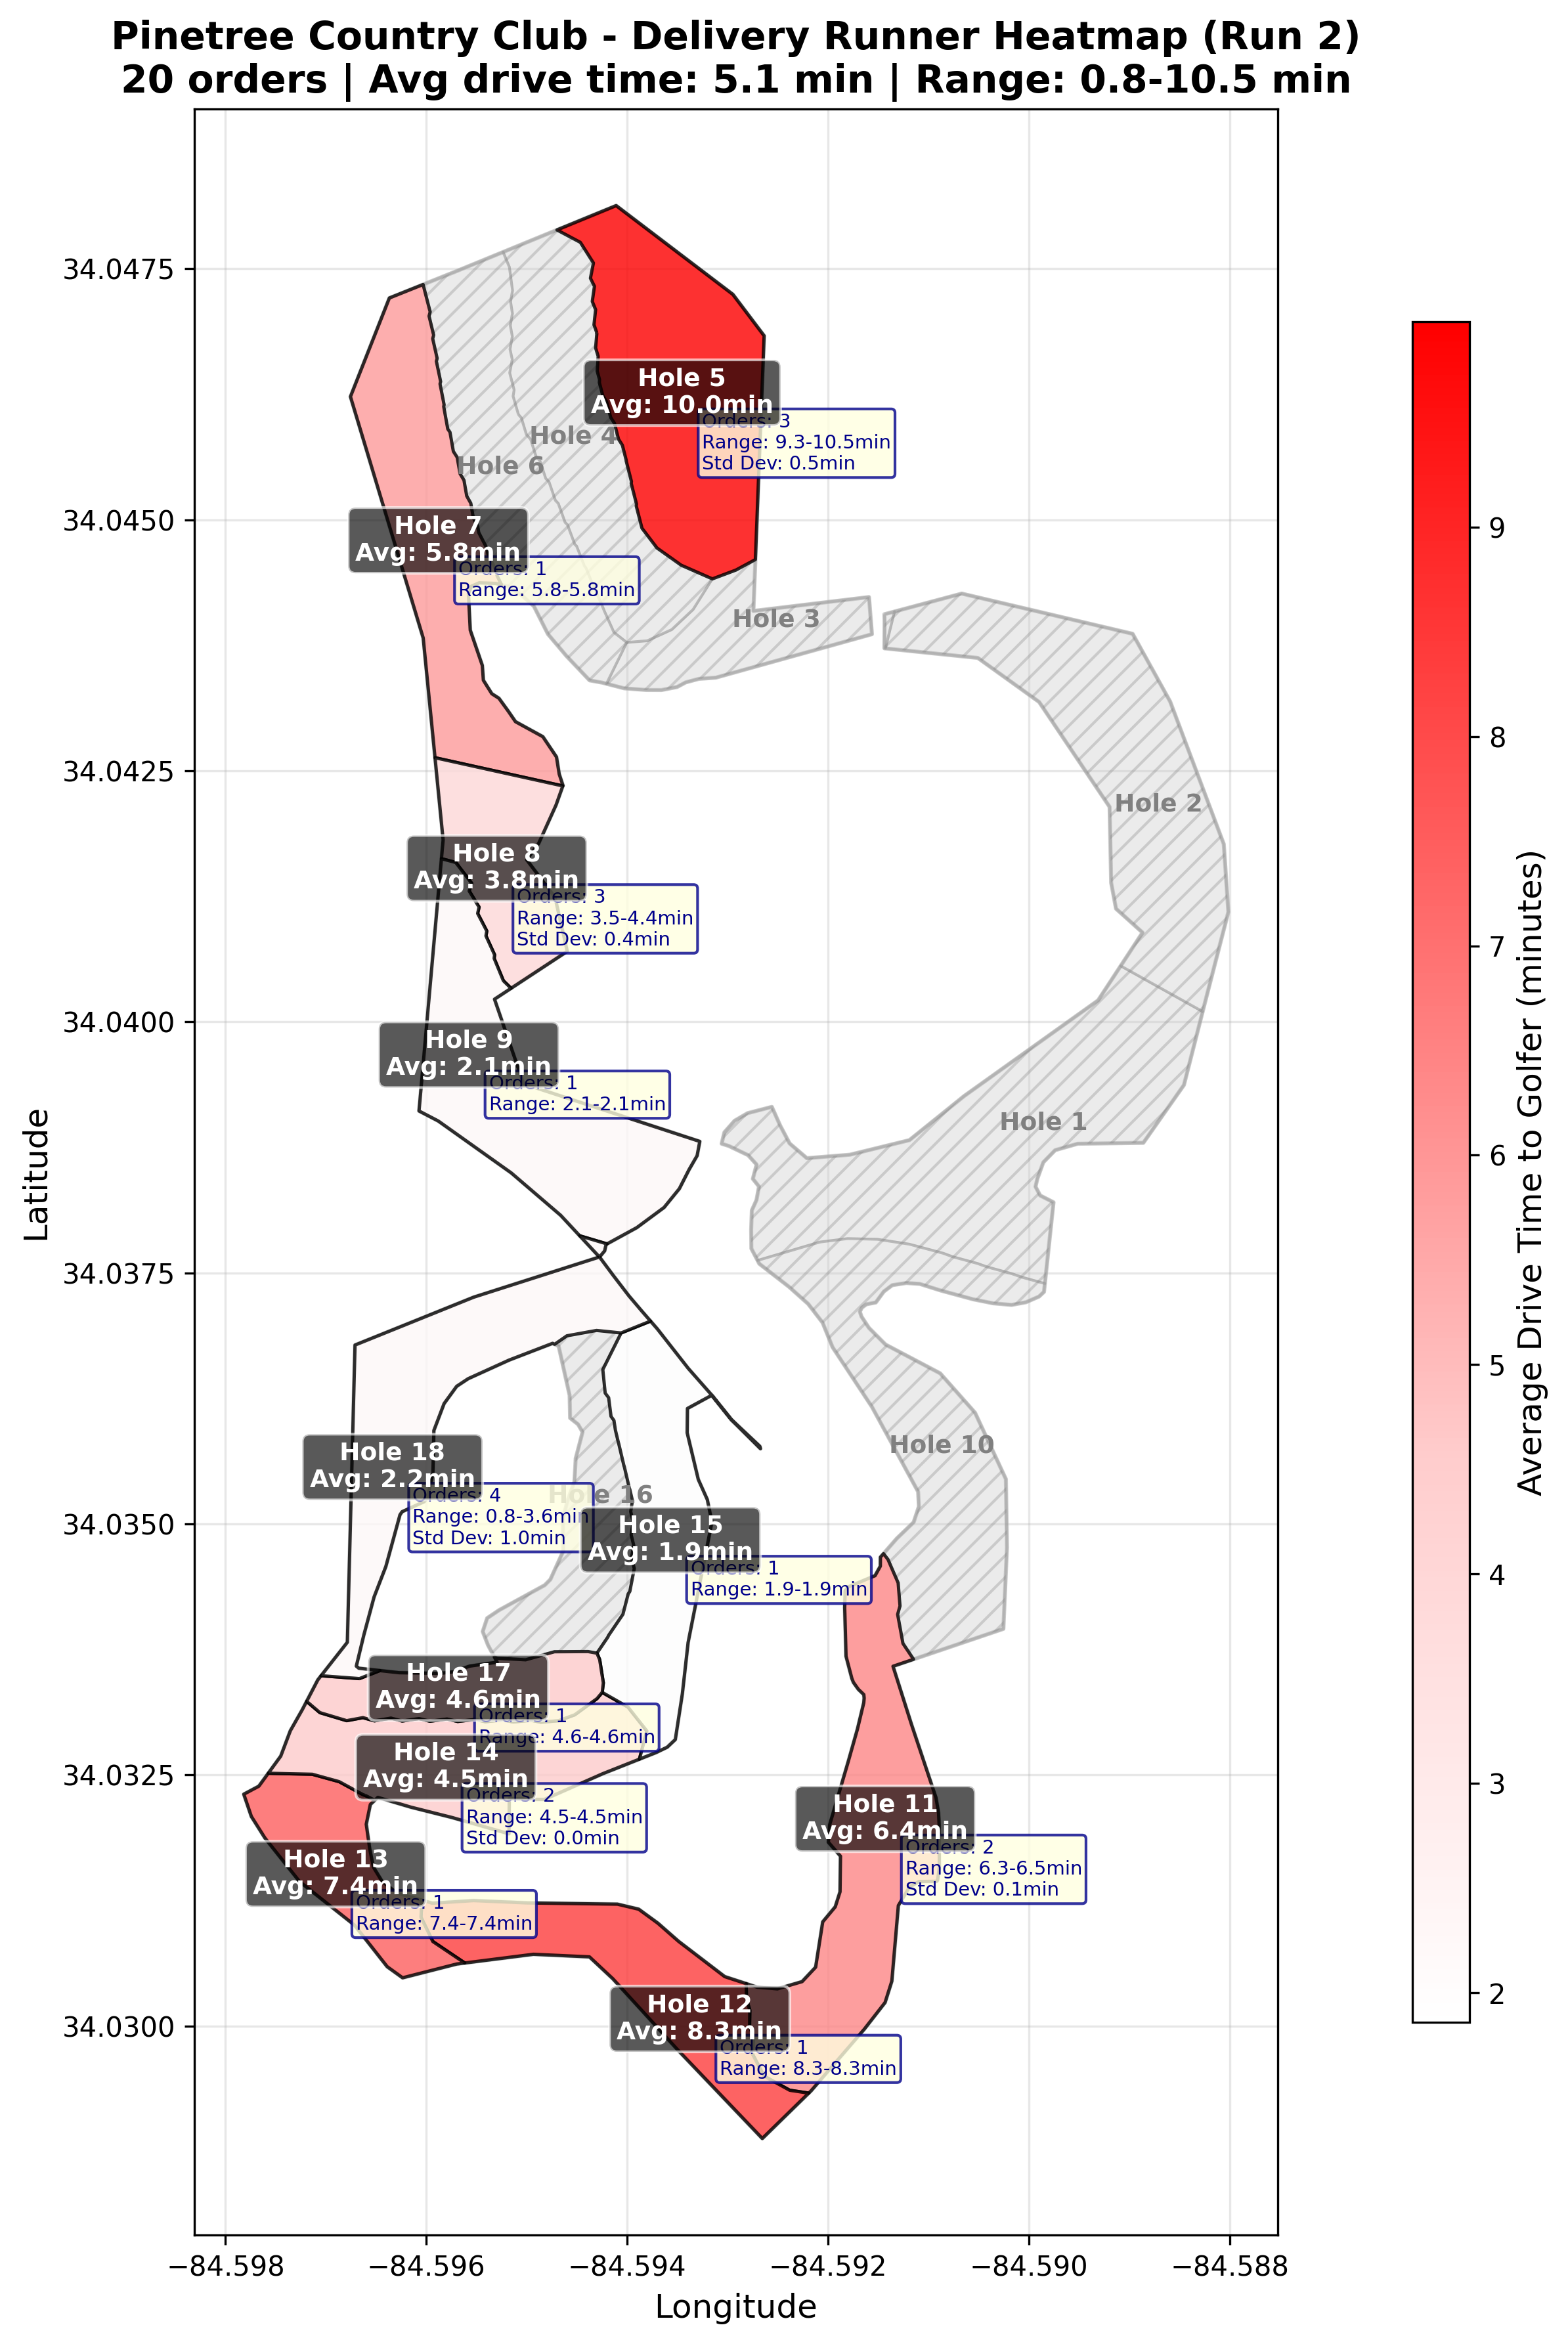 Pinetree Country Club - Delivery Runner Heatmap (Run 2)
20 orders | Avg drive time: 5.1 min | Range: 0.8-10.5 min
34.0475
34.0450
34.0425
34.0400
34.0375
34.0350
34.0325
34.0300
Latitude
Hole 5
Avg: 10.0min
Orders: 3
Range: 9.3-10.5min
Std Dev: 0.5min
Hole 4
Hole 6
Hole 7
Avg: 5.8min
Orders: 1
Range: 5.8-5.8min
Hole 3
Hole 2
Hole 8
Avg: 3.8min
Orders: 3
Range: 3.5-4.4min
Std Dev: 0.4min
Hole 9
Avg: 2.1min
Orders: 1
Range: 2.1-2.1min
Hole 1
Hole 10
Hole 18
Avg: 2.2min
Orders: 4
Range: 0.8-3.6min
Std Dev: 1.0min
Hole 16
Hole 15
Avg: 1.9min
Orders: 1
Range: 1.9-1.9min
Hole 17
Avg: 4.6min
Orders: 1
Range: 4.6-4.6min
Hole 14
Avg: 4.5min
Orders: 2
Range: 4.5-4.5min
Std Dev: 0.0min
Hole 11
Avg: 6.4min
Orders: 2
Range: 6.3-6.5min
Std Dev: 0.1min
Hole 13
Avg: 7.4min
Orders: 1
Range: 7.4-7.4min
Hole 12
Avg: 8.3min
Orders: 1
Range: 8.3-8.3min
−84.598
−84.596
−84.594
−84.592
−84.590
−84.588
Longitude
9
8
7
6
5
4
3
2
Average Drive Time to Golfer (minutes)